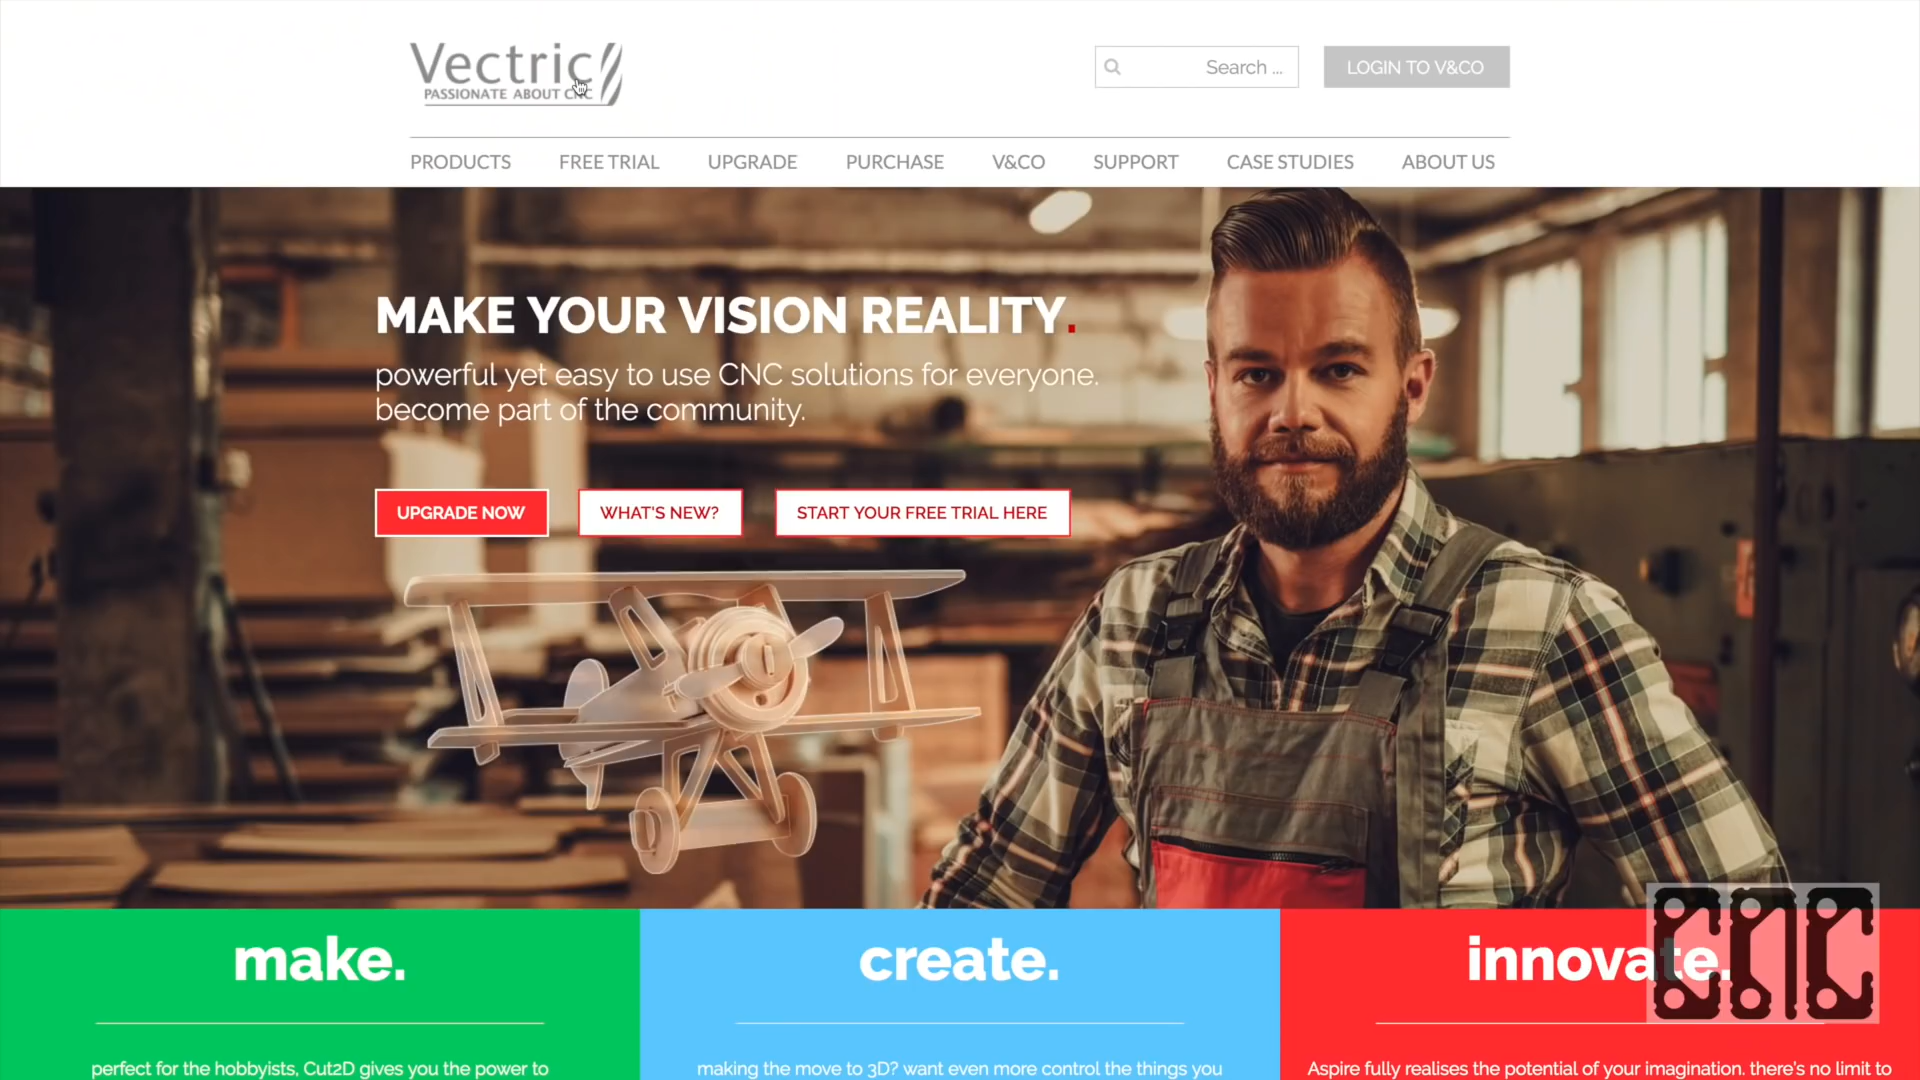 Vectric
PASSIONATE ABOUT CNC
Search ...
LOGIN TO V&CO
PRODUCTS
FREE TRIAL
UPGRADE
PURCHASE
V&CO
SUPPORT
CASE STUDIES
ABOUT US
MAKE YOUR VISION REALITY.
powerful yet easy to use CNC solutions for everyone.
become part of the community.
UPGRADE NOW
WHAT'S NEW?
START YOUR FREE TRIAL HERE
make.
create.
innovate.
CNC
perfect for the hobbyists, Cut2D gives you the power to
making the move to 3D? want even more control the things you
Aspire fully realises the potential of your imagination. there's no limit to